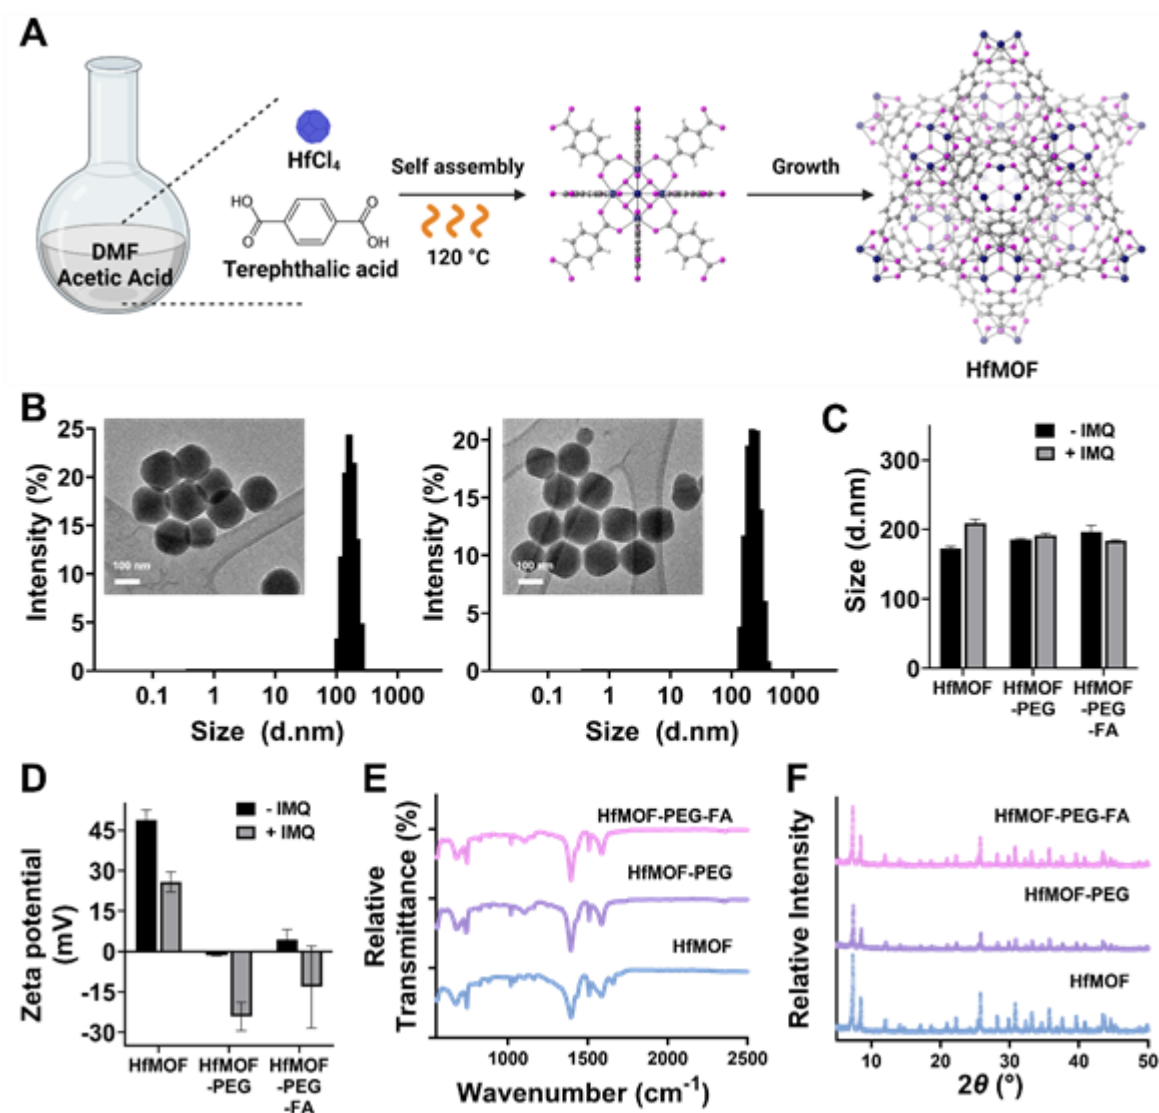 A
HfCl4
HO
O
O
OH
Terephthalic acid
DMF
Acetic Acid
Self assembly
120 °C
Growth
HfMOF
B
Intensity (%)
25
20
15
10
5
0
100 nm
0.1 1 10 100 1000
Size (d.nm)
Intensity (%)
20
15
10
5
0
100 nm
0.1 1 10 100 1000
Size (d.nm)
C
- IMQ
+ IMQ
Size (d.nm)
300
200
100
0
HfMOF
HfMOF
-PEG
HfMOF
-PEG
-FA
D
- IMQ
+ IMQ
Zeta potential
(mV)
45
30
15
0
-15
-30
HfMOF
HfMOF
-PEG
HfMOF
-PEG
-FA
E
Relative
Transmittance (%)
HfMOF-PEG-FA
HfMOF-PEG
HfMOF
1000 1500 2000 2500
Wavenumber (cm-1)
F
Relative Intensity
HfMOF-PEG-FA
HfMOF-PEG
HfMOF
10 20 30 40 50
2θ (°)